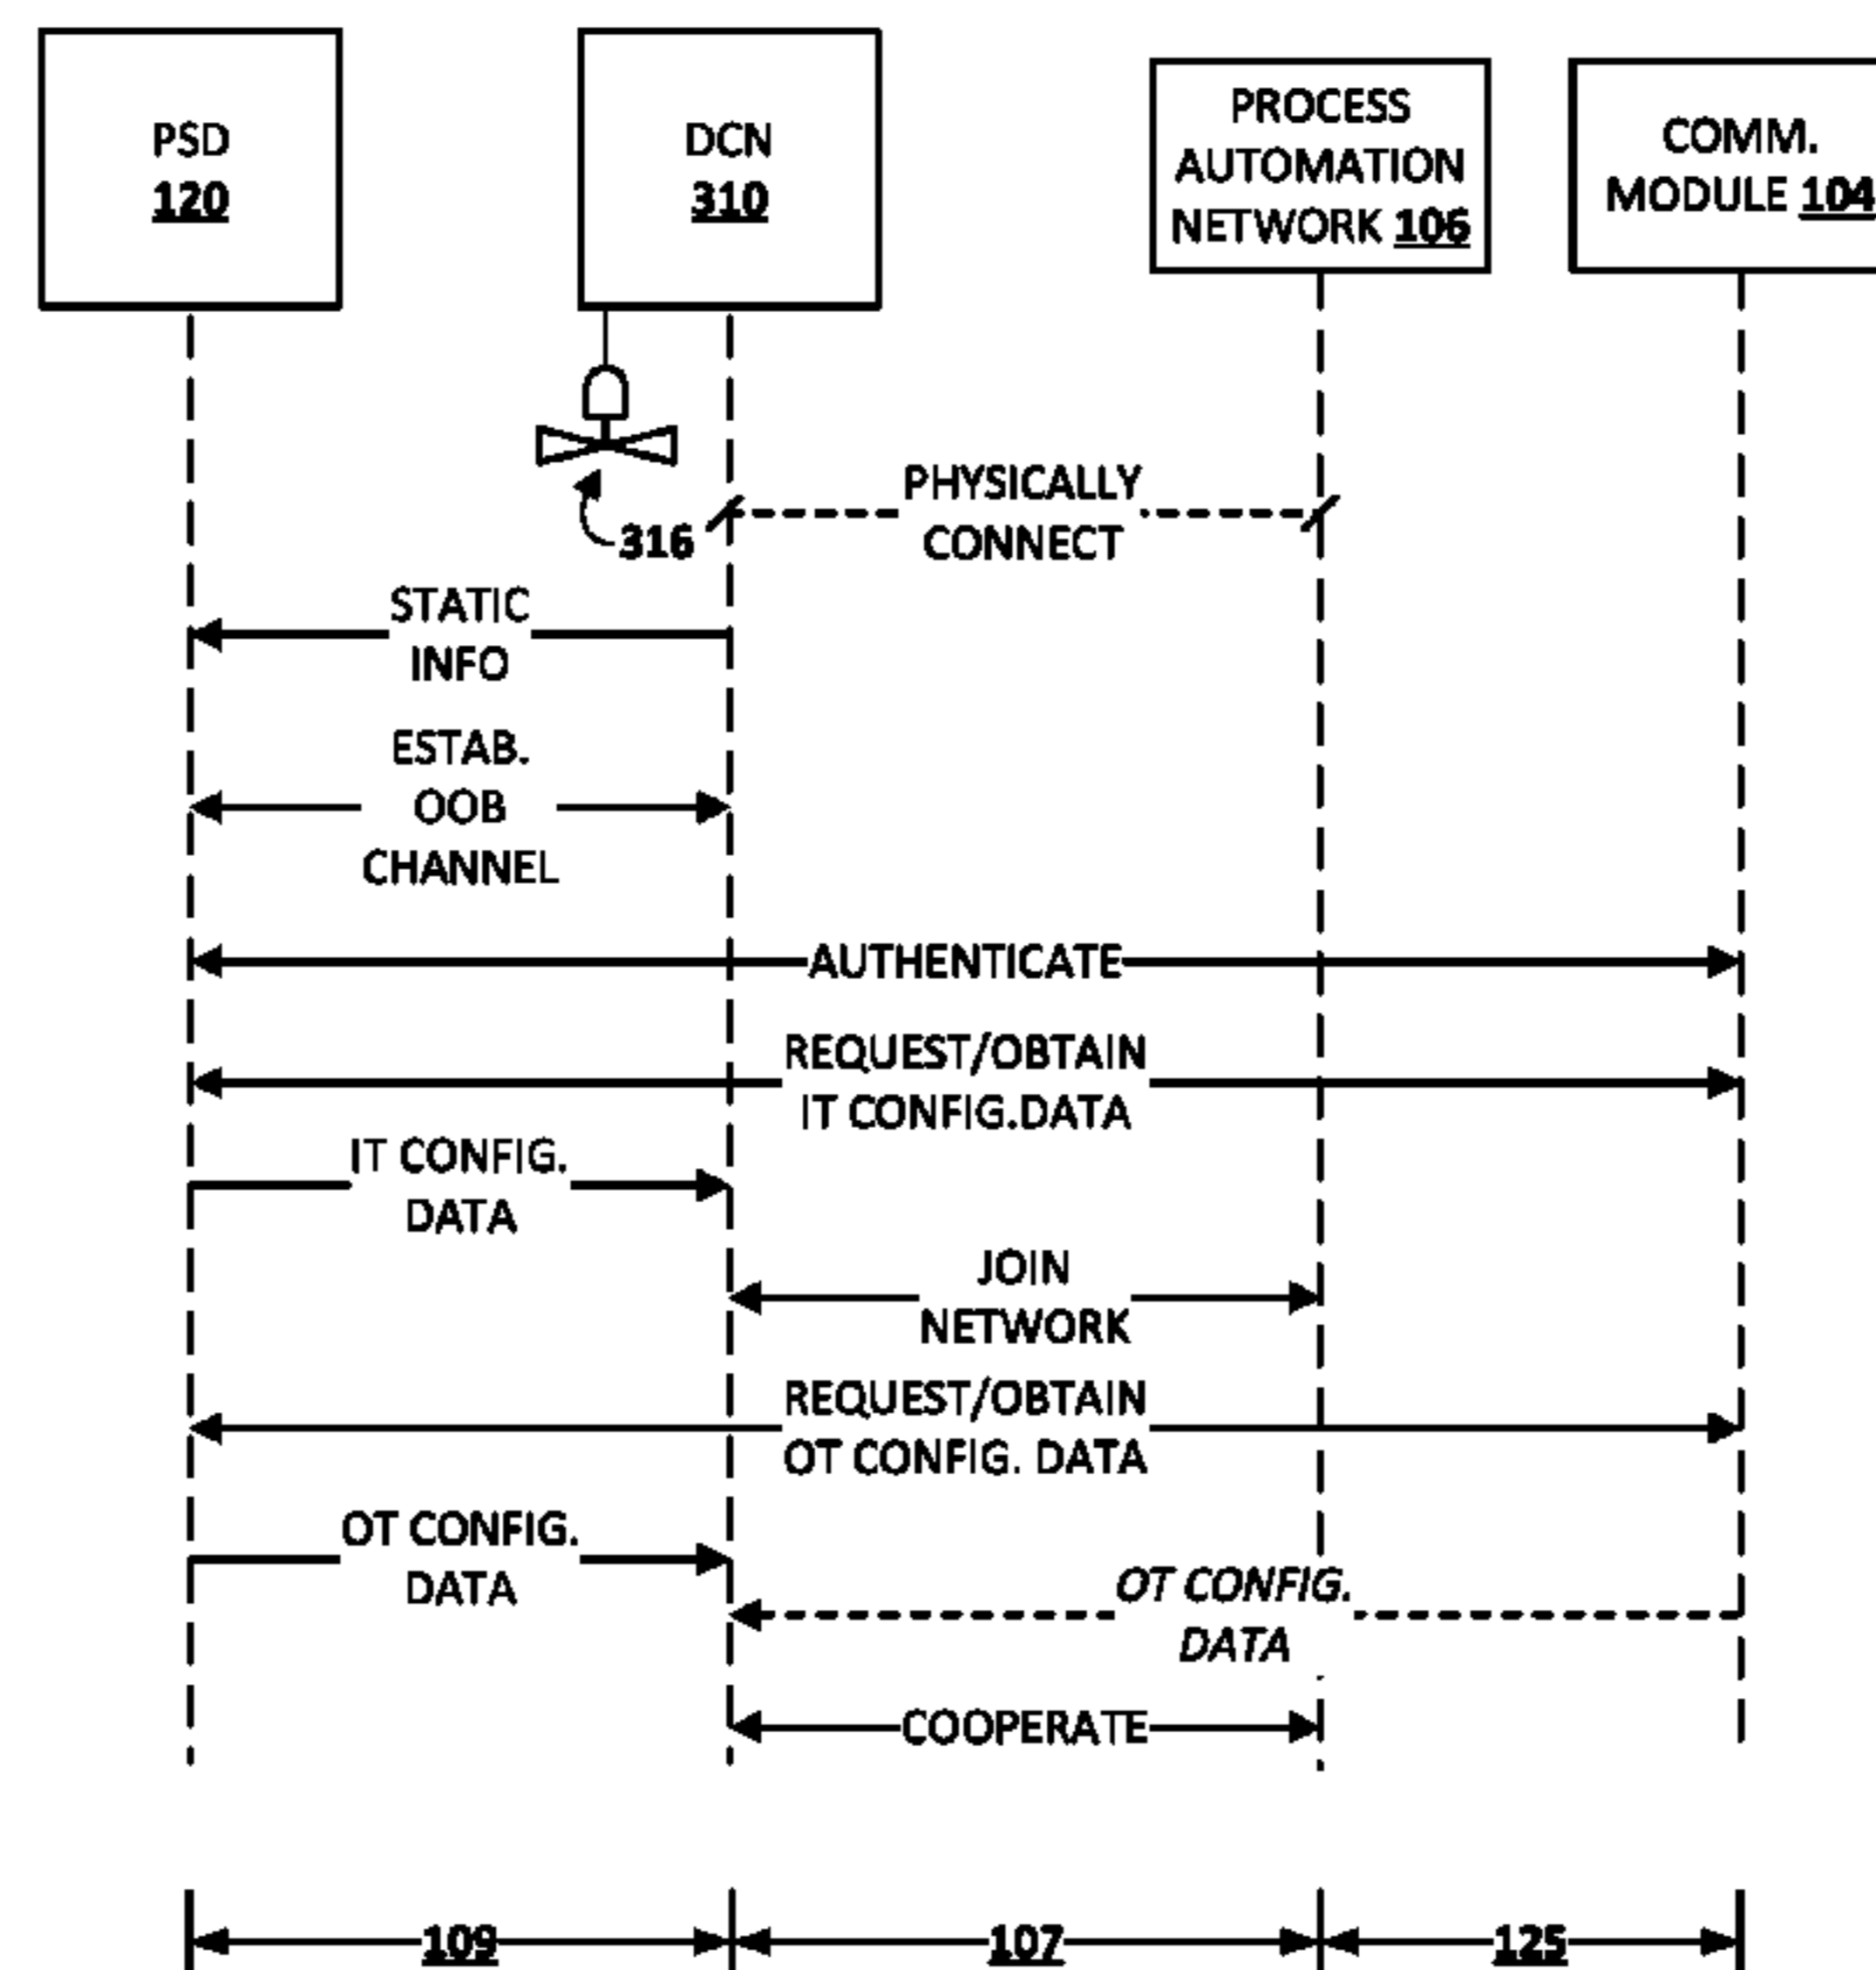 PSD
120
DCN
310
PROCESS
AUTOMATION
NETWORK 106
COMM.
MODULE 104
PHYSICALLY
CONNECT
316
STATIC
INFO
ESTAB.
OOB
CHANNEL
AUTHENTICATE
REQUEST/OBTAIN
IT CONFIG.DATA
IT CONFIG.
DATA
JOIN
NETWORK
REQUEST/OBTAIN
OT CONFIG. DATA
OT CONFIG.
DATA
OT CONFIG.
DATA
COOPERATE
109
107
125